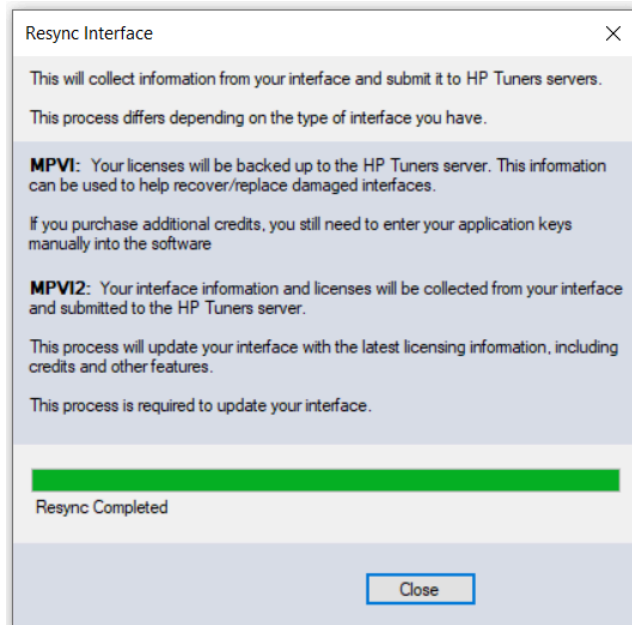 Resync Interface
This will collect information from your interface and submit it to HP Tuners servers.
This process differs depending on the type of interface you have.
MPVI: Your licenses will be backed up to the HP Tuners server. This information
can be used to help recover/replace damaged interfaces.
If you purchase additional credits, you still need to enter your application keys
manually into the software
MPVI2: Your interface information and licenses will be collected from your interface
and submitted to the HP Tuners server.
This process will update your interface with the latest licensing information, including
credits and other features.
This process is required to update your interface.
Resync Completed
Close